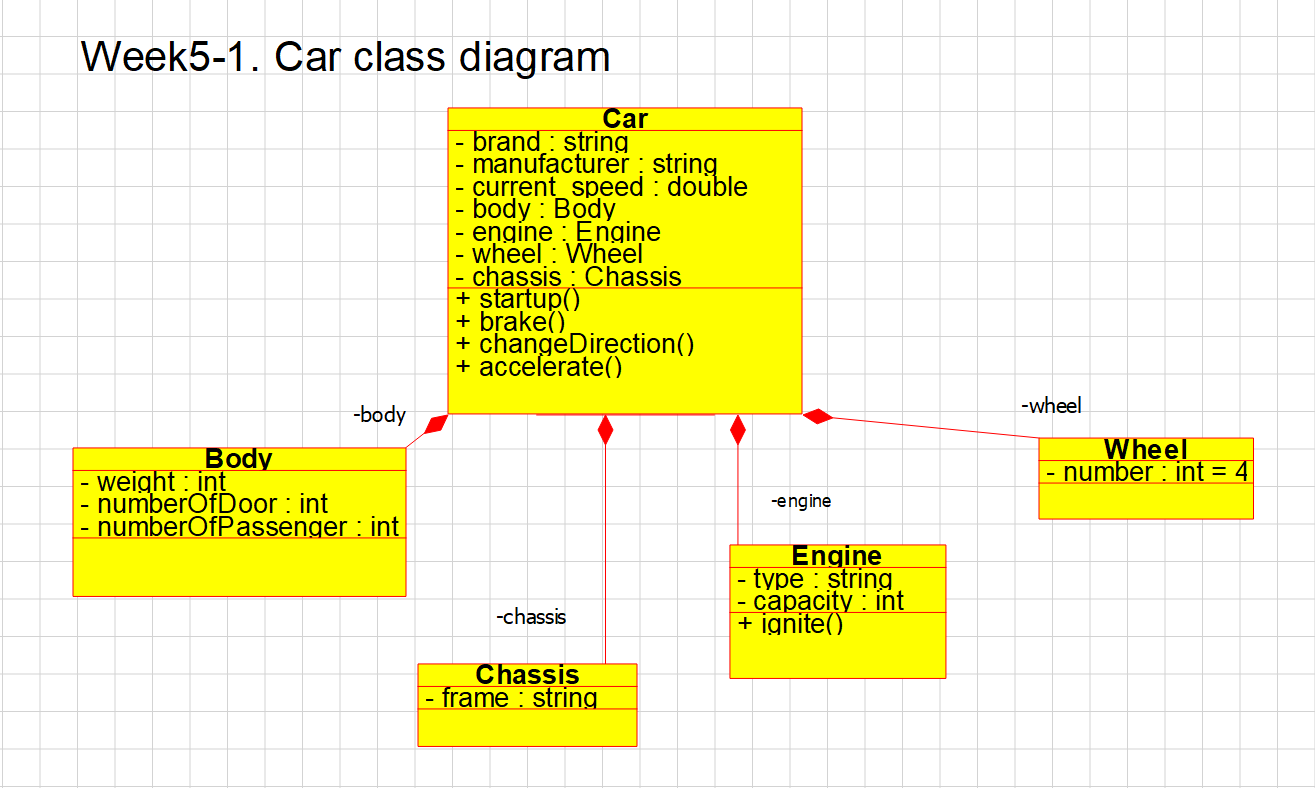 Week5-1. Car class diagram
Car
- brand : string
- manufacturer : string
- current_speed : double
- body : Body
- engine : Engine
- wheel : Wheel
- chassis : Chassis
+ startup()
+ brake()
+ changeDirection()
+ accelerate()
-body
-wheel
Body
- weight : int
- numberOfDoor : int
- numberOfPassenger : int
Wheel
- number : int = 4
-engine
Engine
- type : string
- capacity : int
+ ignite()
-chassis
Chassis
- frame : string